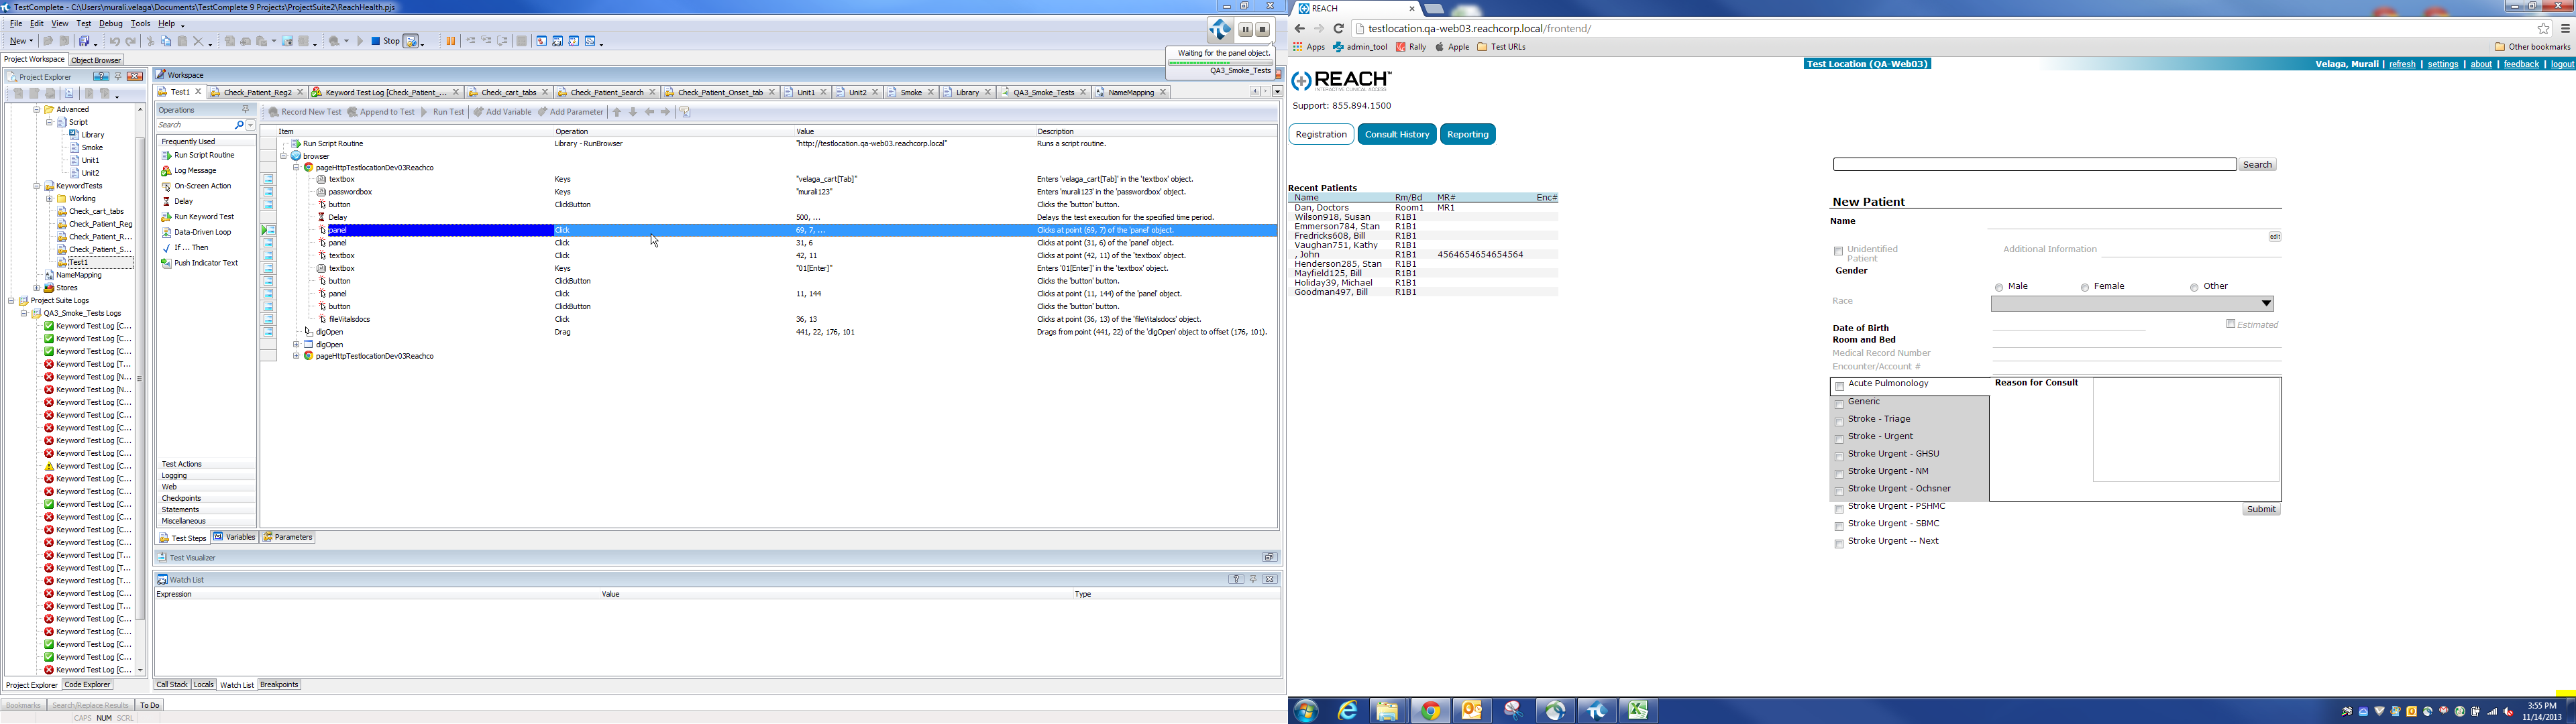 TestComplete - C:\Users\murali.velaga\Documents\TestComplete 9 Projects\ProjectSuite2\ReachHealth.pjs
File Edit View Test Debug Tools Help
New
Stop
Waiting for the panel object.
QA3_Smoke_Tests
Project Workspace Object Browser
Project Explorer
Advanced
Script
Library
Smoke
Unit1
Unit2
KeywordTests
Working
Check_cart_tabs
Check_Patient_Reg
Check_Patient_R...
Check_Patient_S...
Test1
NameMapping
Stores
Project Suite Logs
QA3_Smoke_Tests Logs
Keyword Test Log [C...
Keyword Test Log [C...
Keyword Test Log [C...
Keyword Test Log [T...
Keyword Test Log [N...
Keyword Test Log [N...
Keyword Test Log [C...
Keyword Test Log [C...
Keyword Test Log [C...
Keyword Test Log [C...
Keyword Test Log [C...
Keyword Test Log [C...
Keyword Test Log [C...
Keyword Test Log [C...
Keyword Test Log [C...
Keyword Test Log [C...
Keyword Test Log [C...
Keyword Test Log [C...
Keyword Test Log [T...
Keyword Test Log [T...
Keyword Test Log [T...
Keyword Test Log [C...
Keyword Test Log [T...
Keyword Test Log [C...
Keyword Test Log [C...
Keyword Test Log [C...
Keyword Test Log [C...
Keyword Test Log [C...
Project Explorer Code Explorer
Workspace
Test1 Check_Patient_Reg2 Keyword Test Log [Check_Patient_... Check_cart_tabs Check_Patient_Search Check_Patient_Onset_tab Unit1 Unit2 Smoke Library QA3_Smoke_Tests NameMapping
Operations
Search
Frequently Used
Run Script Routine
Log Message
On-Screen Action
Delay
Run Keyword Test
Data-Driven Loop
If ... Then
Push Indicator Text
Test Actions
Logging
Web
Checkpoints
Statements
Miscellaneous
Record New Test Append to Test Run Test Add Variable Add Parameter
Item Operation Value Description
Run Script Routine Library - RunBrowser "http://testlocation.qa-web03.reachcorp.local" Runs a script routine.
browser
pageHttpTestlocationDev03Reachco
textbox Keys "velaga_cart[Tab]" Enters 'velaga_cart[Tab]' in the 'textbox' object.
passwordbox Keys "murali123" Enters 'murali123' in the 'passwordbox' object.
button ClickButton Clicks the 'button' button.
Delay 500, ... Delays the test execution for the specified time period.
panel Click 69, 7, ... Clicks at point (69, 7) of the 'panel' object.
panel Click 31, 6 Clicks at point (31, 6) of the 'panel' object.
textbox Click 42, 11 Clicks at point (42, 11) of the 'textbox' object.
textbox Keys "01[Enter]" Enters '01[Enter]' in the 'textbox' object.
button ClickButton Clicks the 'button' button.
panel Click 11, 144 Clicks at point (11, 144) of the 'panel' object.
button ClickButton Clicks the 'button' button.
fileVitalsdocs Click 36, 13 Clicks at point (36, 13) of the 'fileVitalsdocs' object.
dlgOpen Drag 441, 22, 176, 101 Drags from point (441, 22) of the 'dlgOpen' object to offset (176, 101).
dlgOpen
pageHttpTestlocationDev03Reachco
Test Steps Variables Parameters
Test Visualizer
Watch List
Expression Value Type
Call Stack Locals Watch List Breakpoints
Bookmarks Search/Replace Results To Do
CAPS NUM SCRL
REACH
testlocation.qa-web03.reachcorp.local/frontend/
Apps admin_tool Rally Apple Test URLs Other bookmarks
Test Location (QA-Web03) Velaga, Murali | refresh | settings | about | feedback | logout
REACH™
INTERACTIVE CLINICAL ACCESS
Support: 855.894.1500
Registration Consult History Reporting
Search
Recent Patients
Name Rm/Bd MR# Enc#
Dan, Doctors Room1 MR1
Wilson918, Susan R1B1
Emmerson784, Stan R1B1
Fredricks608, Bill R1B1
Vaughan751, Kathy R1B1
, John R1B1 4564654654654564
Henderson285, Stan R1B1
Mayfield125, Bill R1B1
Holiday39, Michael R1B1
Goodman497, Bill R1B1
New Patient
Name
edit
Unidentified Patient Additional Information
Gender
Male Female Other
Race
Date of Birth Estimated
Room and Bed
Medical Record Number
Encounter/Account #
Acute Pulmonology
Generic
Stroke - Triage
Stroke - Urgent
Stroke Urgent - GHSU
Stroke Urgent - NM
Stroke Urgent - Ochsner
Stroke Urgent - PSHMC
Stroke Urgent - SBMC
Stroke Urgent -- Next
Reason for Consult
Submit
3:55 PM
11/14/2013